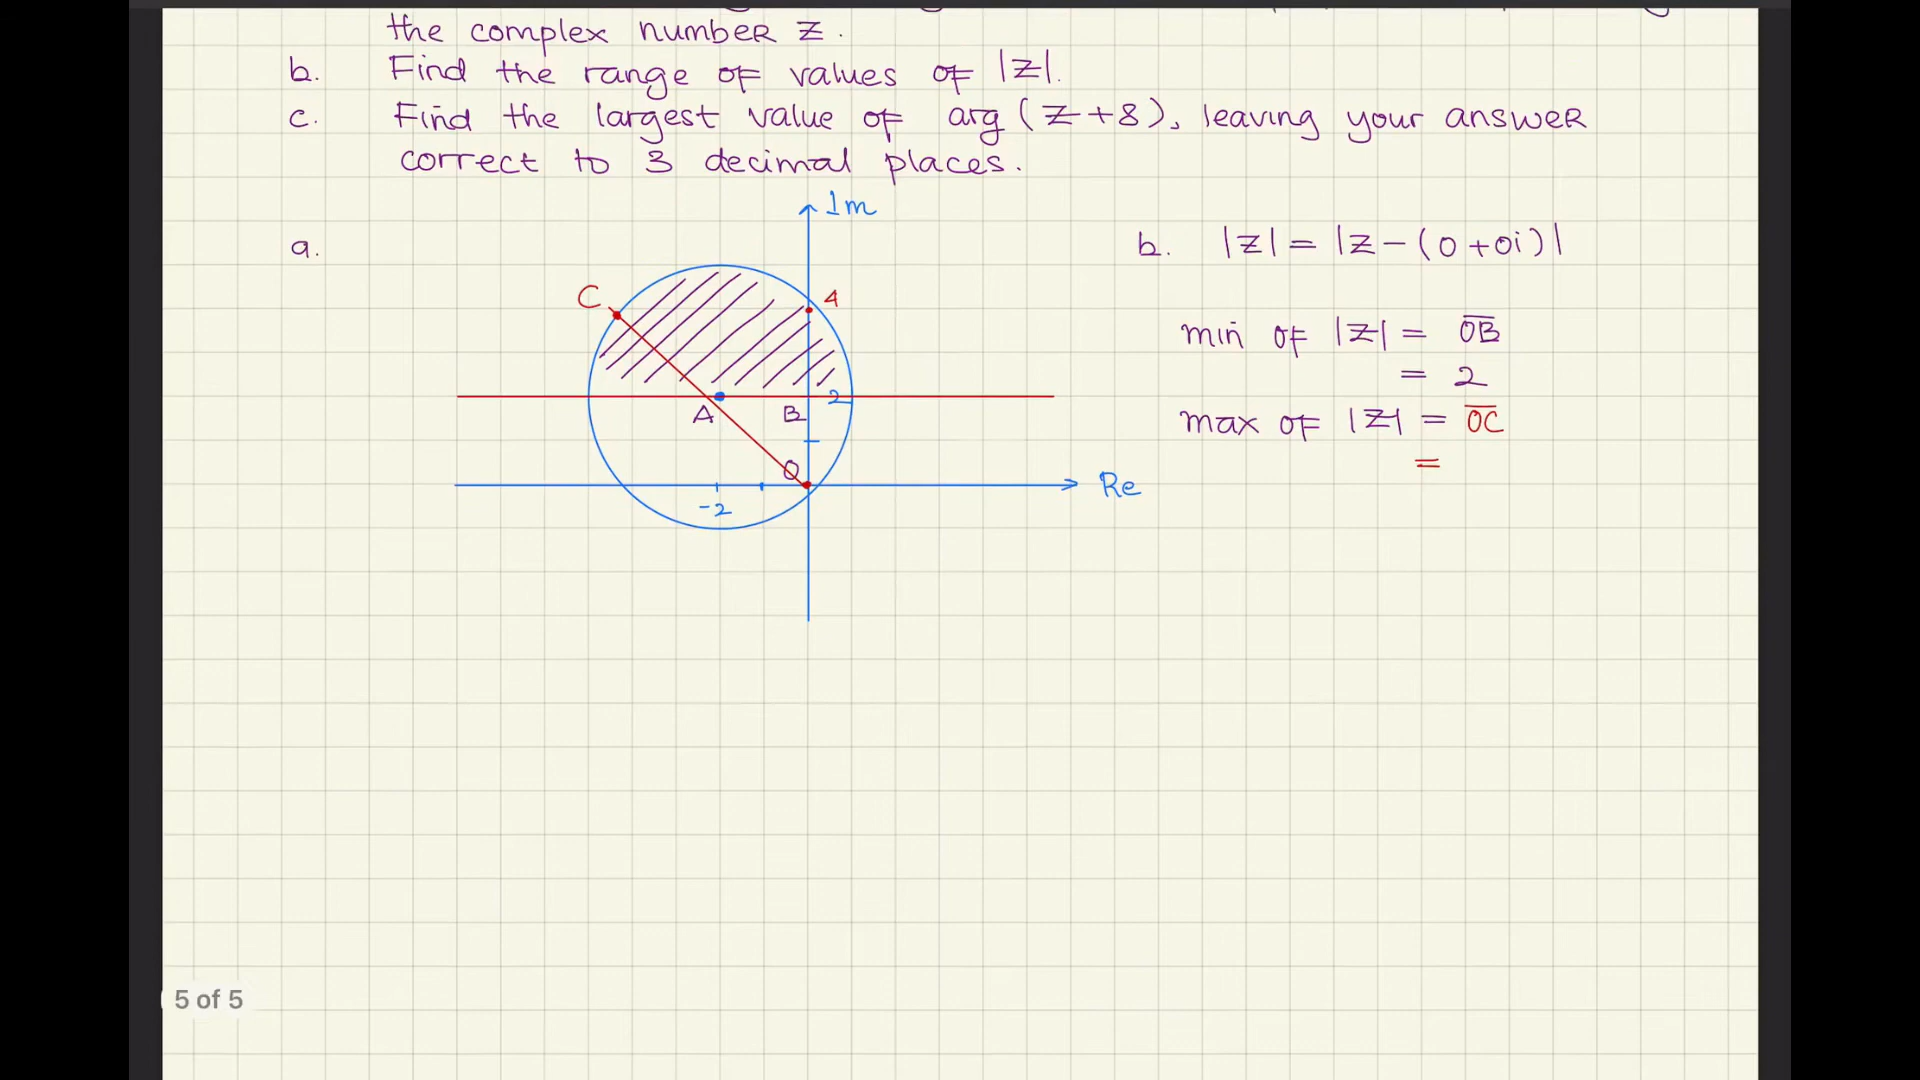 the complex number z.
b. Find the range of values of |z|.
c. Find the largest value of arg (z+8), leaving your answer
correct to 3 decimal places.
Im
a.
b. |z| = |z-(0+0i)|
C
4
min of |z| = OB
= 2
A
B
2
max of |z| = OC
=
O
Re
-2
5 of 5